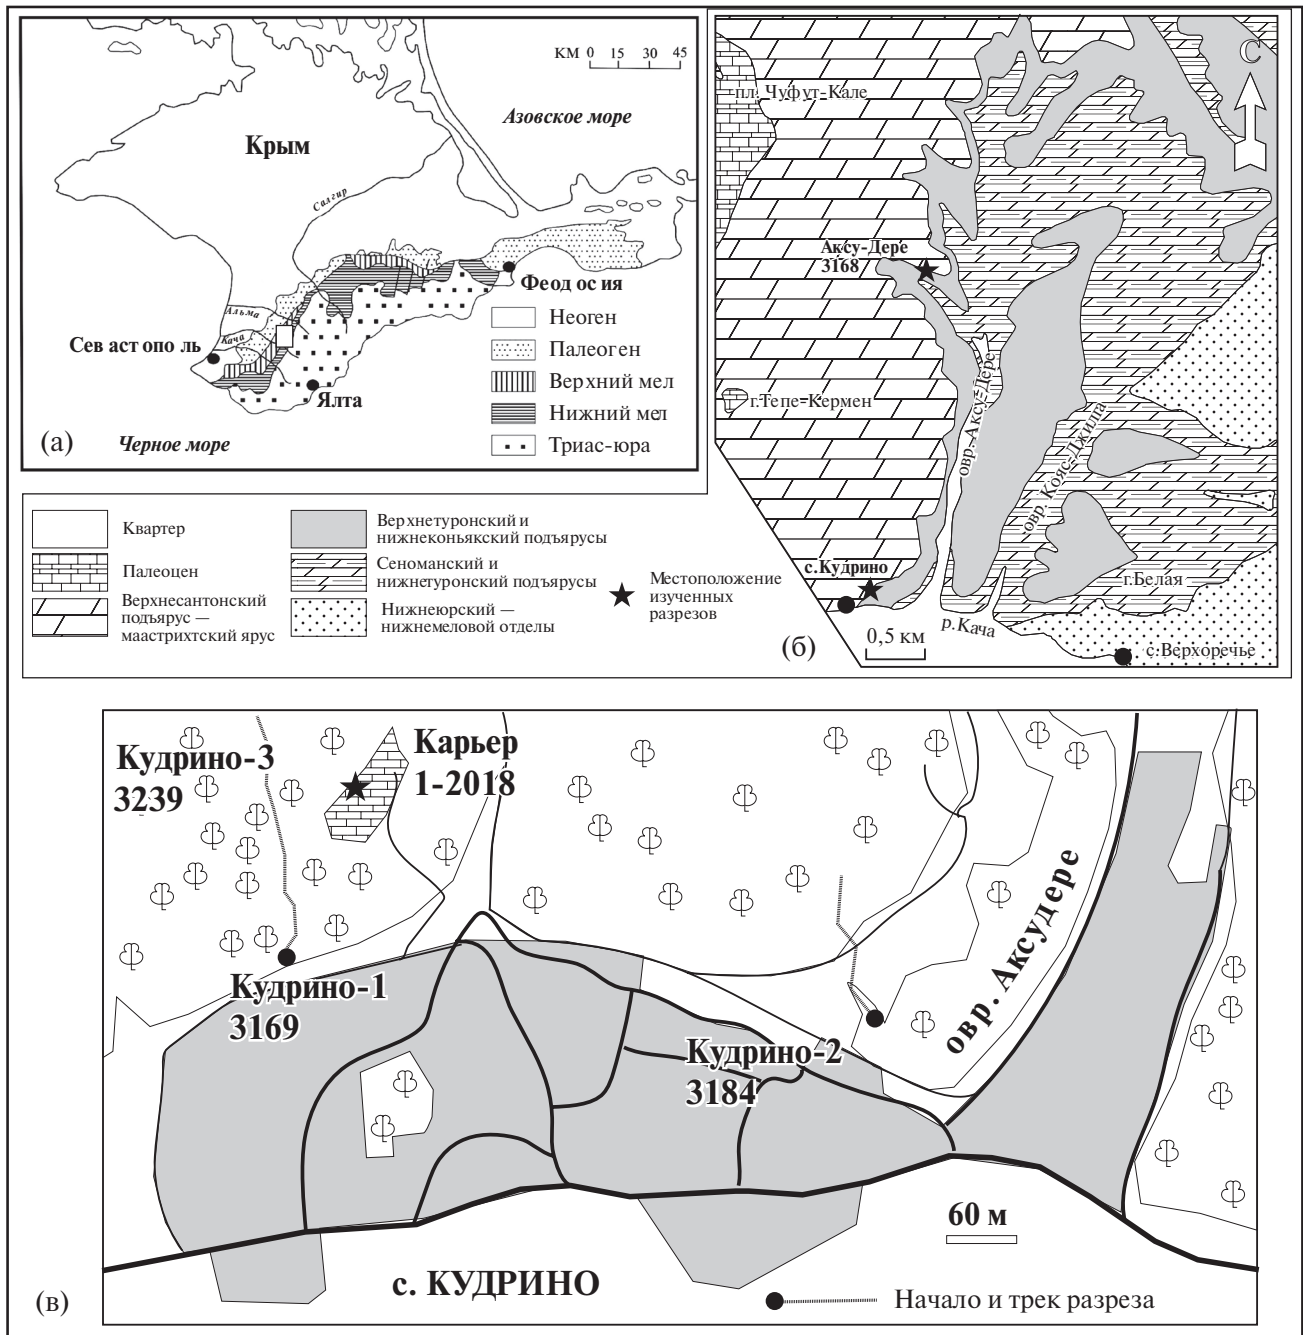 КМ 0 15 30 45
Азовское море
Крым
Салгир
Феод ос ия
Альма
Кача
Сев аст опо ль
Ялта
Черное море
(а)
Неоген
Палеоген
Верхний мел
Нижний мел
Триас-юра
С
пл. Чуфут-Кале
Аксу-Дере
3168
г.Тепе-Кермен
овр. Аксу-Дере
овр. Кояс-Джилга
с.Кудрино
г.Белая
р.Кача
0,5 км
с.Верхоречье
(б)
Квартер
Палеоцен
Верхнесантонский
подъярус —
маастрихтский ярус
Верхнетуронский и
нижнеконьякский подъярусы
Сеноманский и
нижнетуронский подъярусы
Нижнеюрский —
нижнемеловой отделы
Местоположение
изученных
разрезов
Кудрино-3
3239
Карьер
1-2018
Кудрино-1
3169
Кудрино-2
3184
овр. Аксудере
60 м
с. КУДРИНО
Начало и трек разреза
(в)